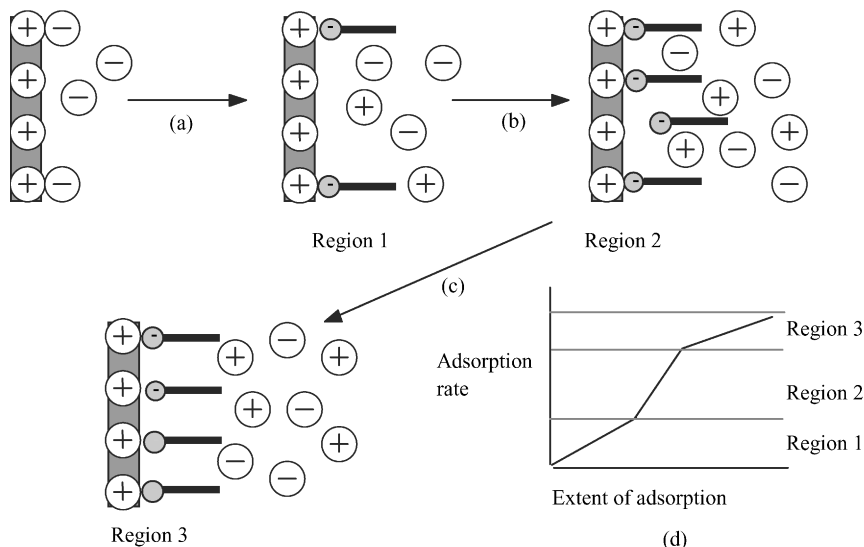 (a)
(b)
Region 1
Region 2
(c)
Adsorption
rate
Region 3
Region 2
Region 1
Extent of adsorption
Region 3
(d)